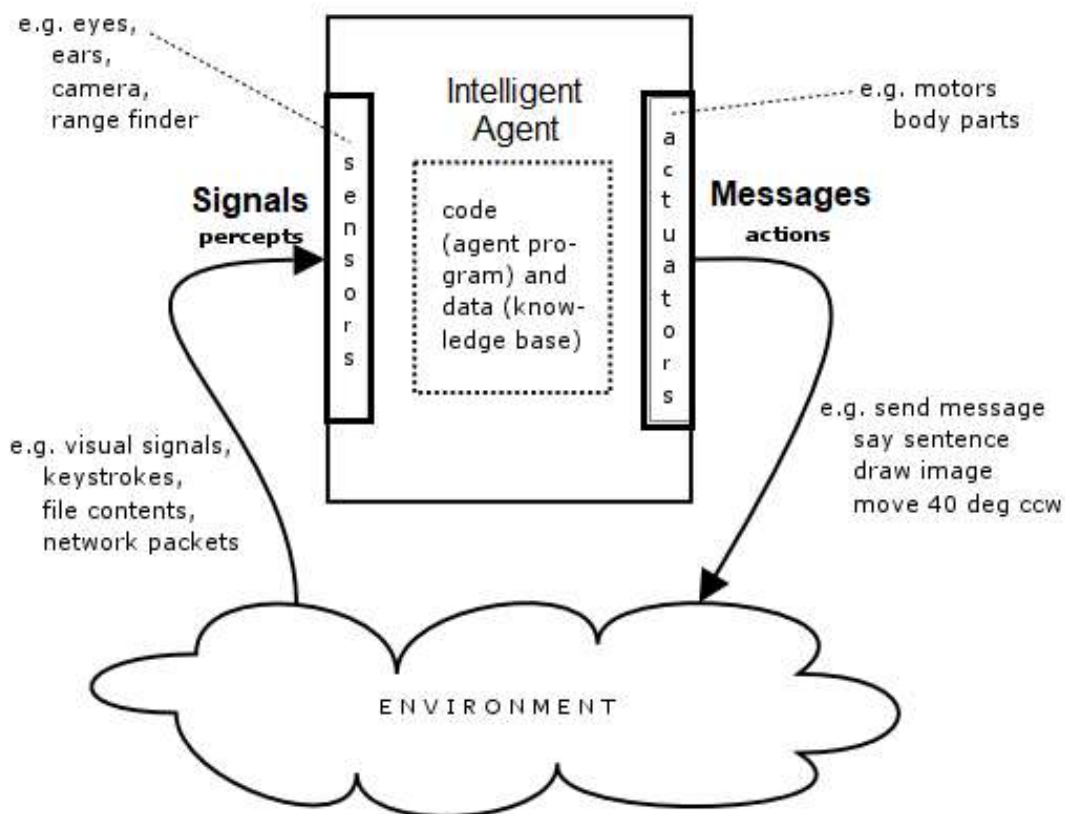 e.g. eyes,
ears,
camera,
range finder
Intelligent
Agent
e.g. motors
body parts
sensors
code
(agent pro-
gram) and
data (know-
ledge base)
actuators
Signals
percepts
Messages
actions
e.g. visual signals,
keystrokes,
file contents,
network packets
e.g. send message
say sentence
draw image
move 40 deg ccw
ENVIRONMENT